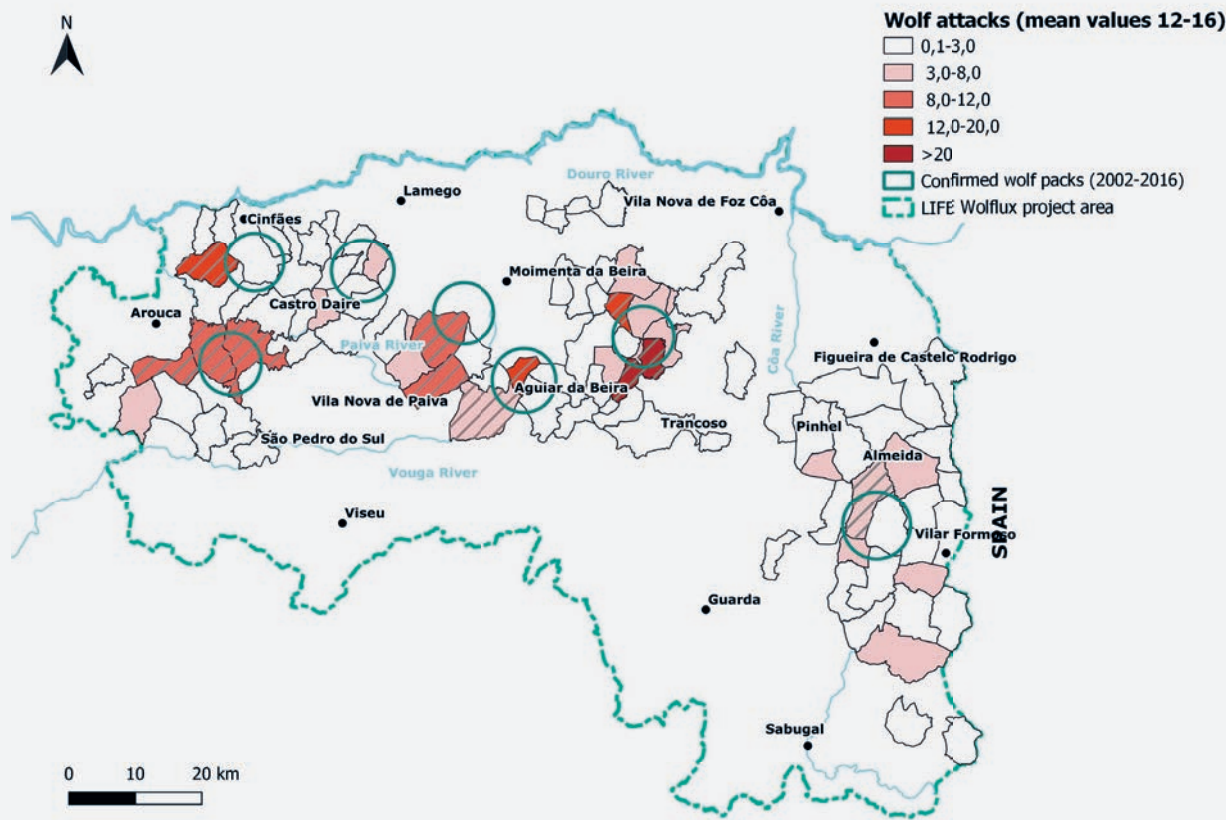 N
Wolf attacks (mean values 12-16)
0,1-3,0
3,0-8,0
8,0-12,0
12,0-20,0
>20
Confirmed wolf packs (2002-2016)
LIFE Wolflux project area
Douro River
Lamego
Vila Nova de Foz Côa
Cinfães
Moimenta da Beira
Castro Daire
Arouca
Paiva River
Côa River
Figueira de Castelo Rodrigo
Aguiar da Beira
Vila Nova de Paiva
Trancoso
Pinhel
São Pedro do Sul
Almeida
Vouga River
SPAIN
Viseu
Vilar Formoso
Guarda
Sabugal
0 10 20 km